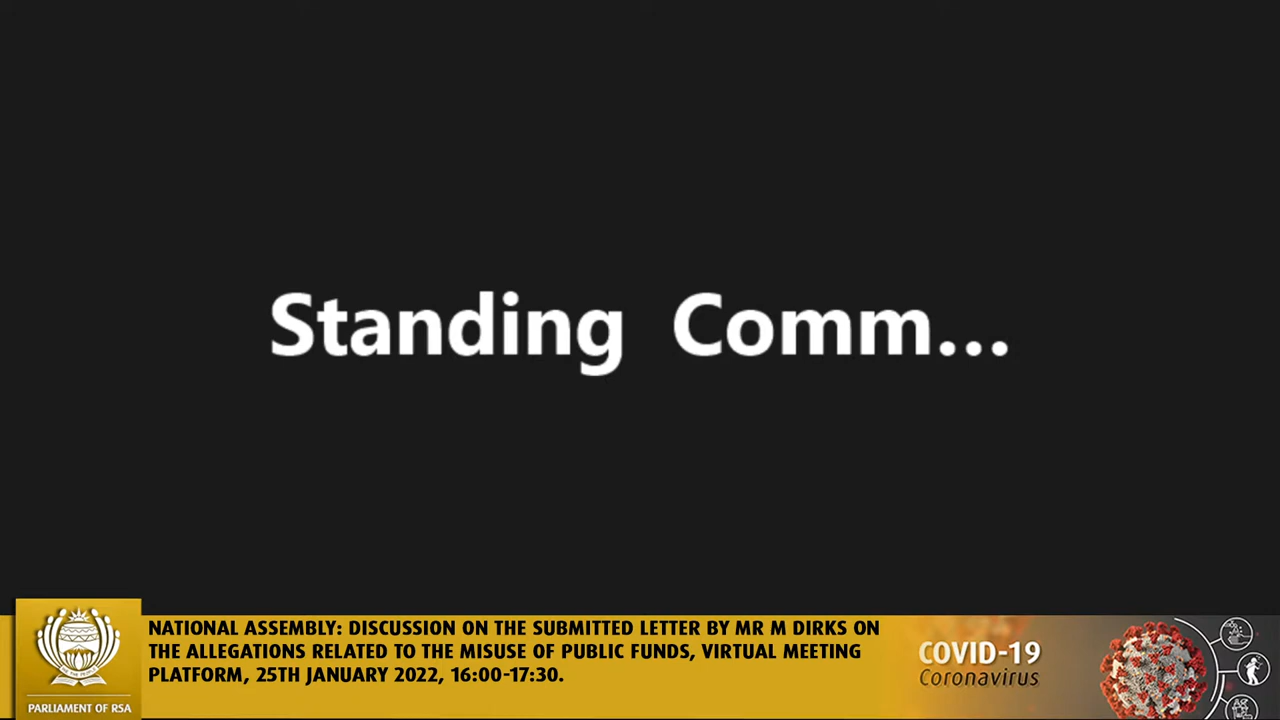 Standing Comm...
NATIONAL ASSEMBLY: DISCUSSION ON THE SUBMITTED LETTER BY MR M DIRKS ON
THE ALLEGATIONS RELATED TO THE MISUSE OF PUBLIC FUNDS, VIRTUAL MEETING
PLATFORM, 25TH JANUARY 2022, 16:00-17:30.
PARLIAMENT OF RSA
COVID-19
Coronavirus